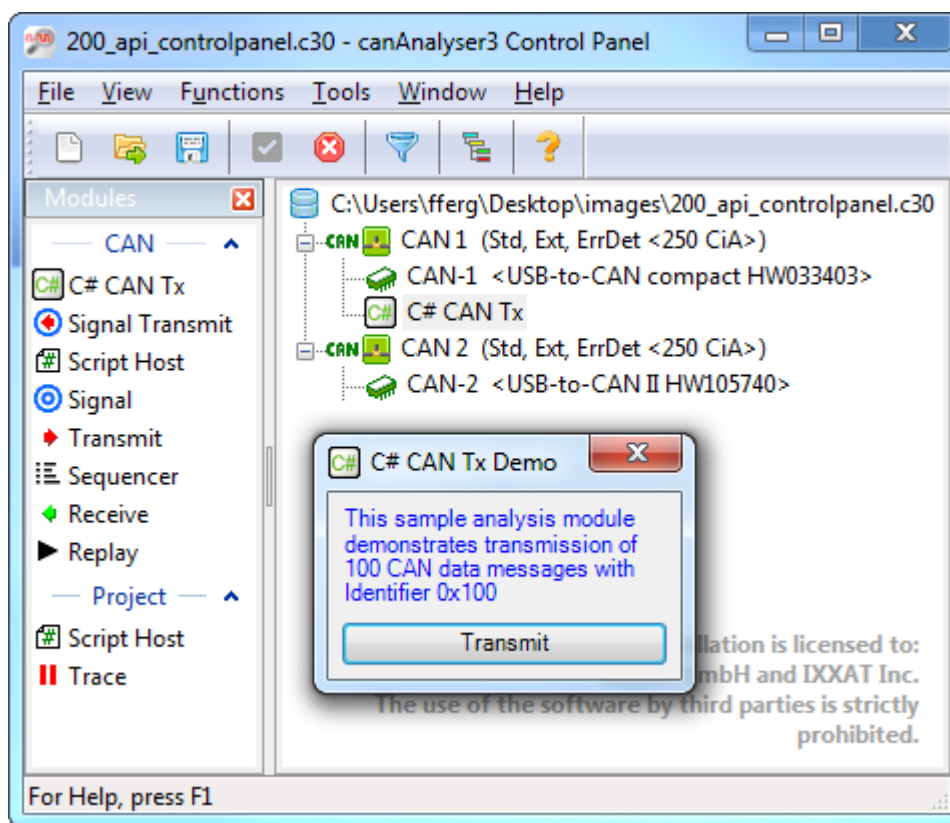 200_api_controlpanel.c30 - canAnalyser3 Control Panel
File View Functions Tools Window Help
Modules
CAN
C# C# CAN Tx
Signal Transmit
Script Host
Signal
Transmit
Sequencer
Receive
Replay
Project
Script Host
Trace
C:\Users\fferg\Desktop\images\200_api_controlpanel.c30
CAN CAN 1 (Std, Ext, ErrDet <250 CiA>)
CAN-1 <USB-to-CAN compact HW033403>
C# C# CAN Tx
CAN CAN 2 (Std, Ext, ErrDet <250 CiA>)
CAN-2 <USB-to-CAN II HW105740>
C# C# CAN Tx Demo
This sample analysis module
demonstrates transmission of
100 CAN data messages with
Identifier 0x100
Transmit
is licensed to:
and IXXAT Inc.
The use of the software by third parties is strictly
prohibited.
For Help, press F1